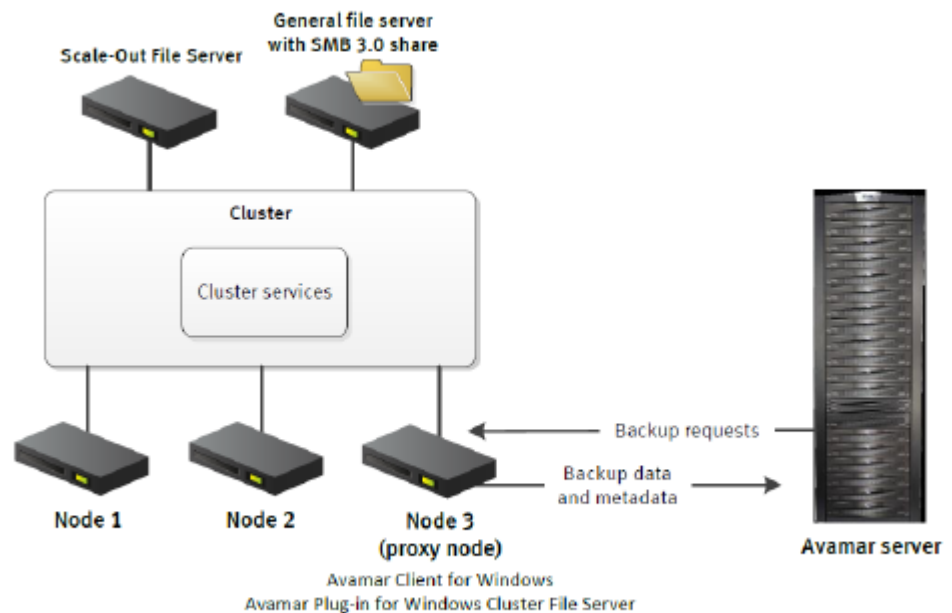 General file server
with SMB 3.0 share
Scale-Out File Server
Cluster
Cluster services
Backup requests
Backup data
and metadata
Node 1
Node 2
Node 3
(proxy node)
Avamar server
Avamar Client for Windows
Avamar Plug-in for Windows Cluster File Server